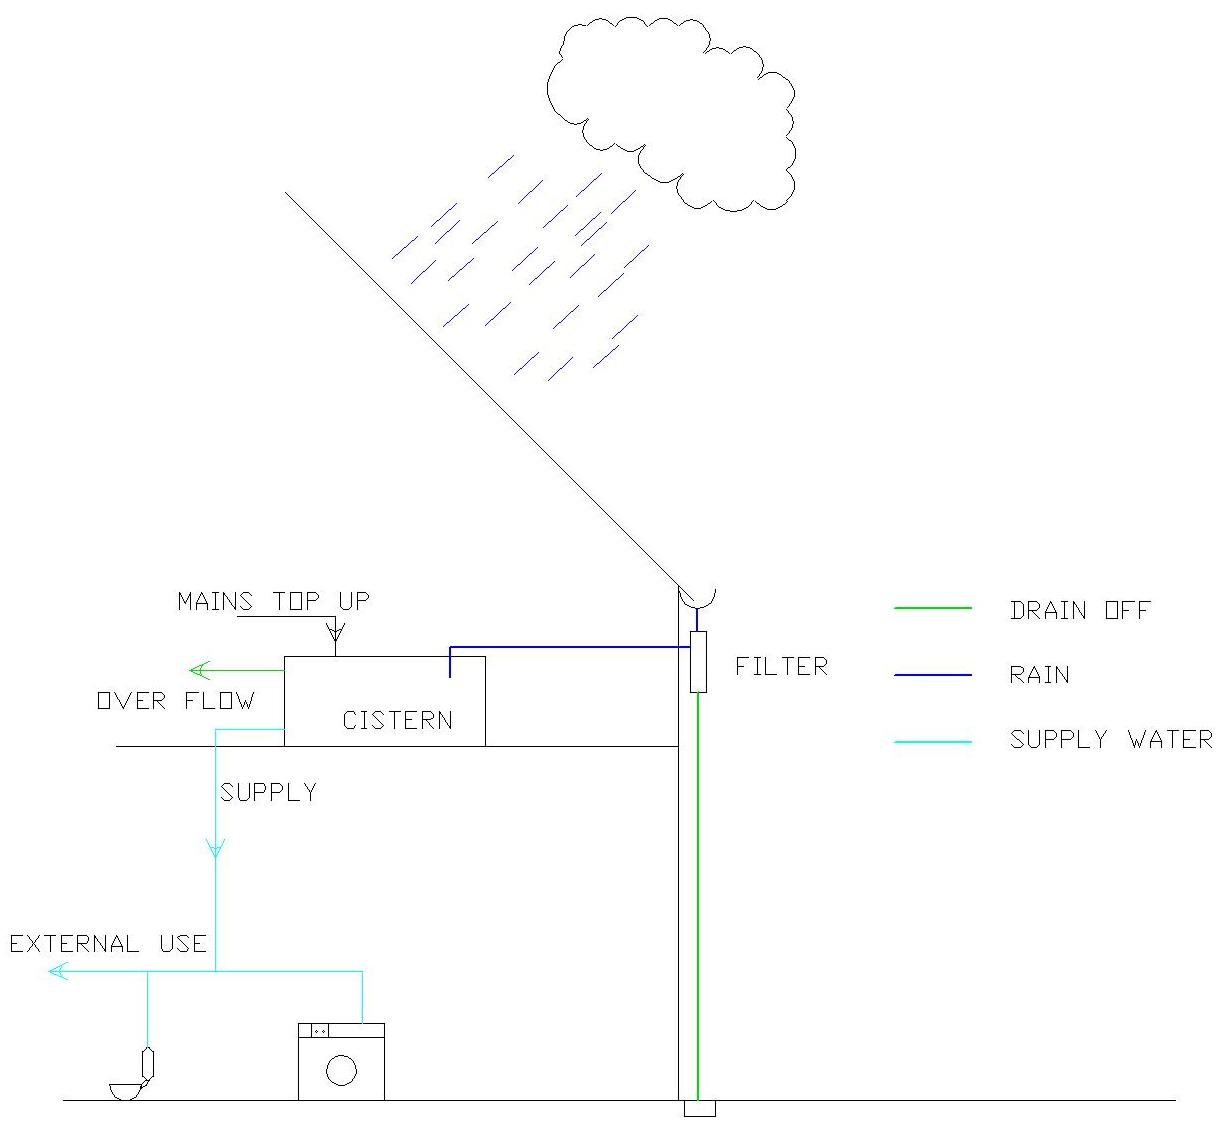 MAINS TOP UP
OVER FLOW
CISTERN
FILTER
DRAIN OFF
RAIN
SUPPLY WATER
SUPPLY
EXTERNAL USE